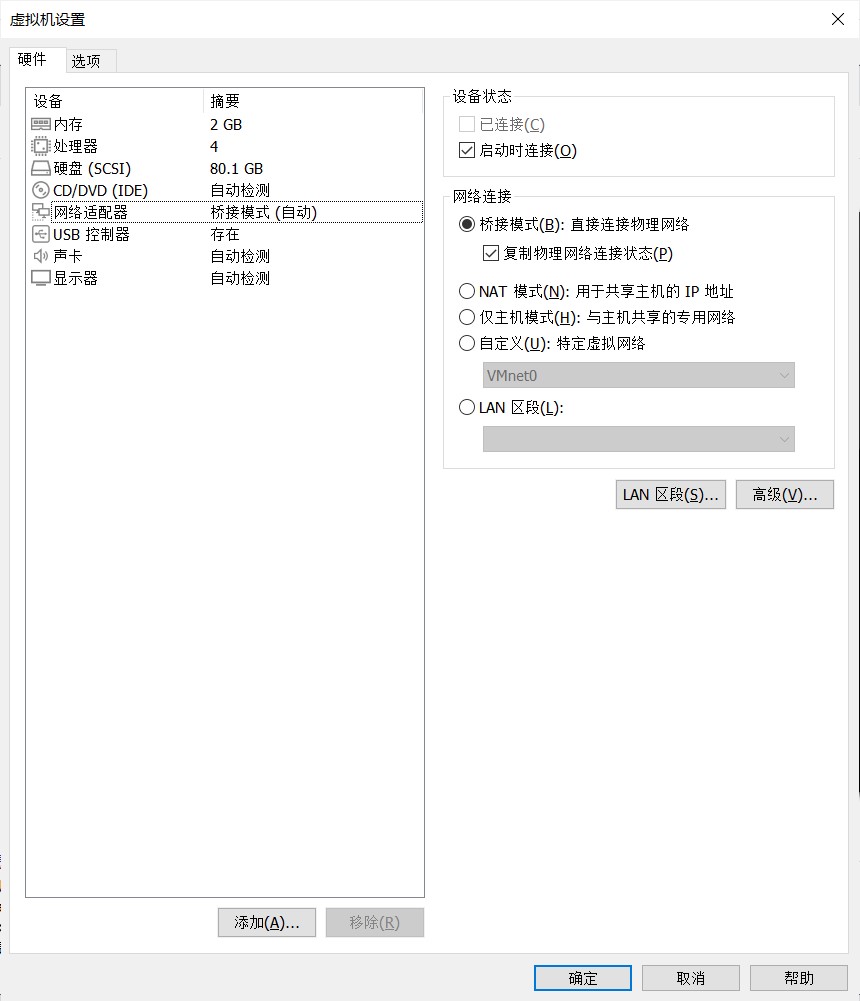 虚拟机设置
硬件 选项
设备 摘要
内存 2 GB
处理器 4
硬盘 (SCSI) 80.1 GB
CD/DVD (IDE) 自动检测
网络适配器 桥接模式 (自动)
USB 控制器 存在
声卡 自动检测
显示器 自动检测
添加(A)... 移除(R)
设备状态
已连接(C)
启动时连接(O)
网络连接
桥接模式(B): 直接连接物理网络
复制物理网络连接状态(P)
NAT 模式(N): 用于共享主机的 IP 地址
仅主机模式(H): 与主机共享的专用网络
自定义(U): 特定虚拟网络
VMnet0
LAN 区段(L):
LAN 区段(S)... 高级(V)...
确定 取消 帮助